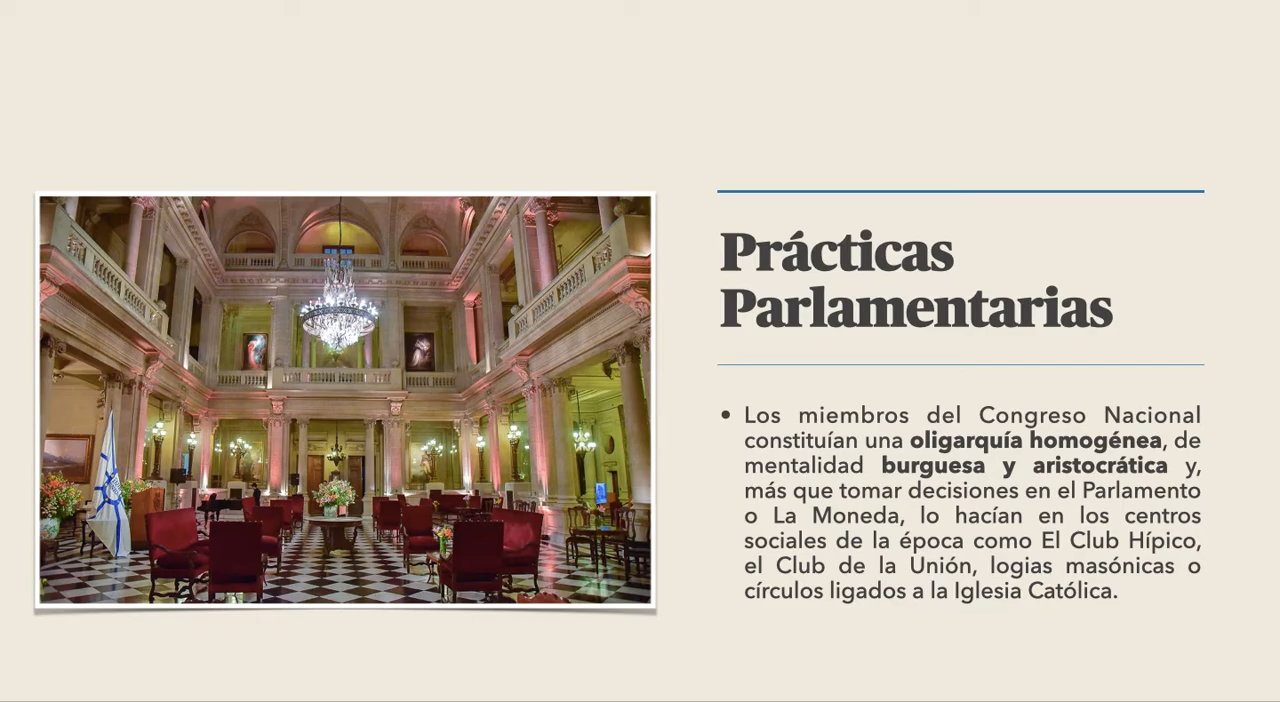 Prácticas
Parlamentarias
• Los miembros del Congreso Nacional
constituían una oligarquía homogénea, de
mentalidad burguesa y aristocrática y,
más que tomar decisiones en el Parlamento
o La Moneda, lo hacían en los centros
sociales de la época como El Club Hípico,
el Club de la Unión, logias masónicas o
círculos ligados a la Iglesia Católica.